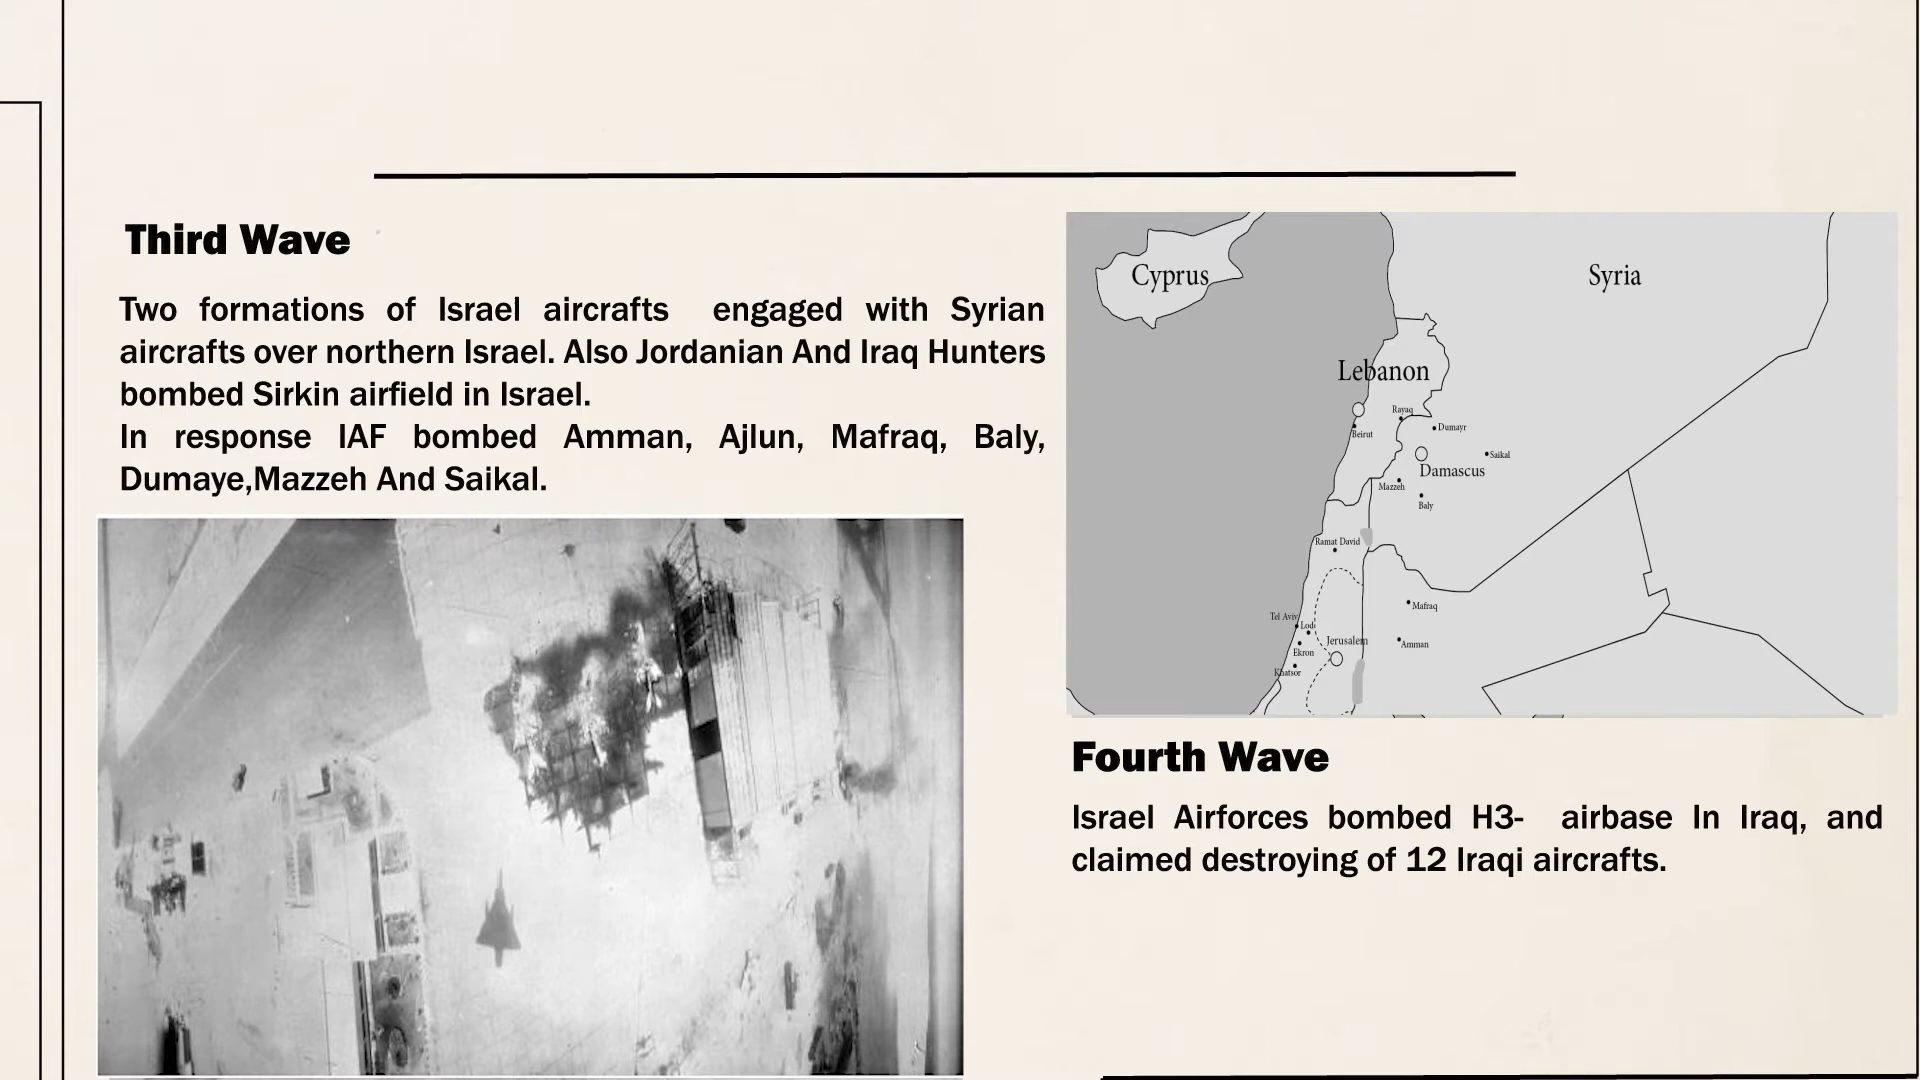 Third Wave
Two formations of Israel aircrafts engaged with Syrian
aircrafts over northern Israel. Also Jordanian And Iraq Hunters
bombed Sirkin airfield in Israel.
In response IAF bombed Amman, Ajlun, Mafraq, Baly,
Dumaye,Mazzeh And Saikal.
Cyprus
Syria
Lebanon
Rayaq
Beirut
Dumayr
Saikal
Damascus
Mazzeh
Baly
Ramat David
Mafraq
Tel Aviv
Lod
Jerusalem
Amman
Ekron
Khatsor
Fourth Wave
Israel Airforces bombed H3- airbase In Iraq, and
claimed destroying of 12 Iraqi aircrafts.